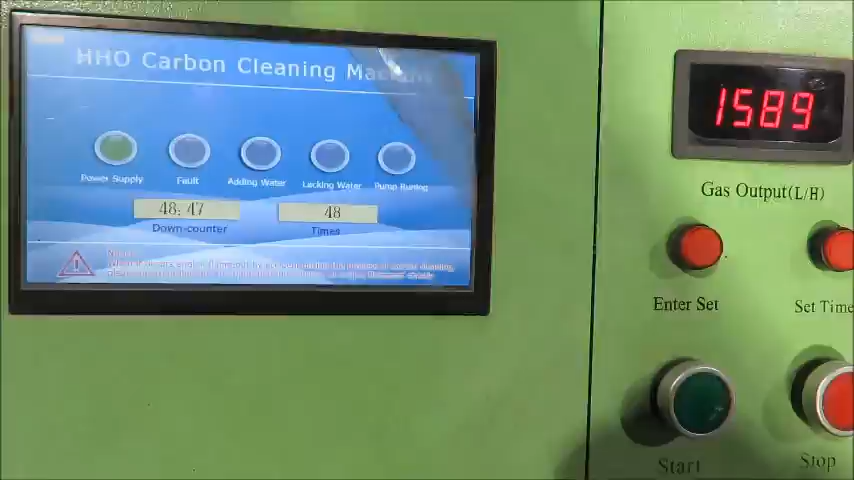 HHO Carbon Cleaning Machine
Power Supply
Fault
Adding Water
Lacking Water
Pump Runing
48: 47
48
Down-counter
Times
1589
Gas Output(L/H)
Enter Set
Set Time
Start
Stop